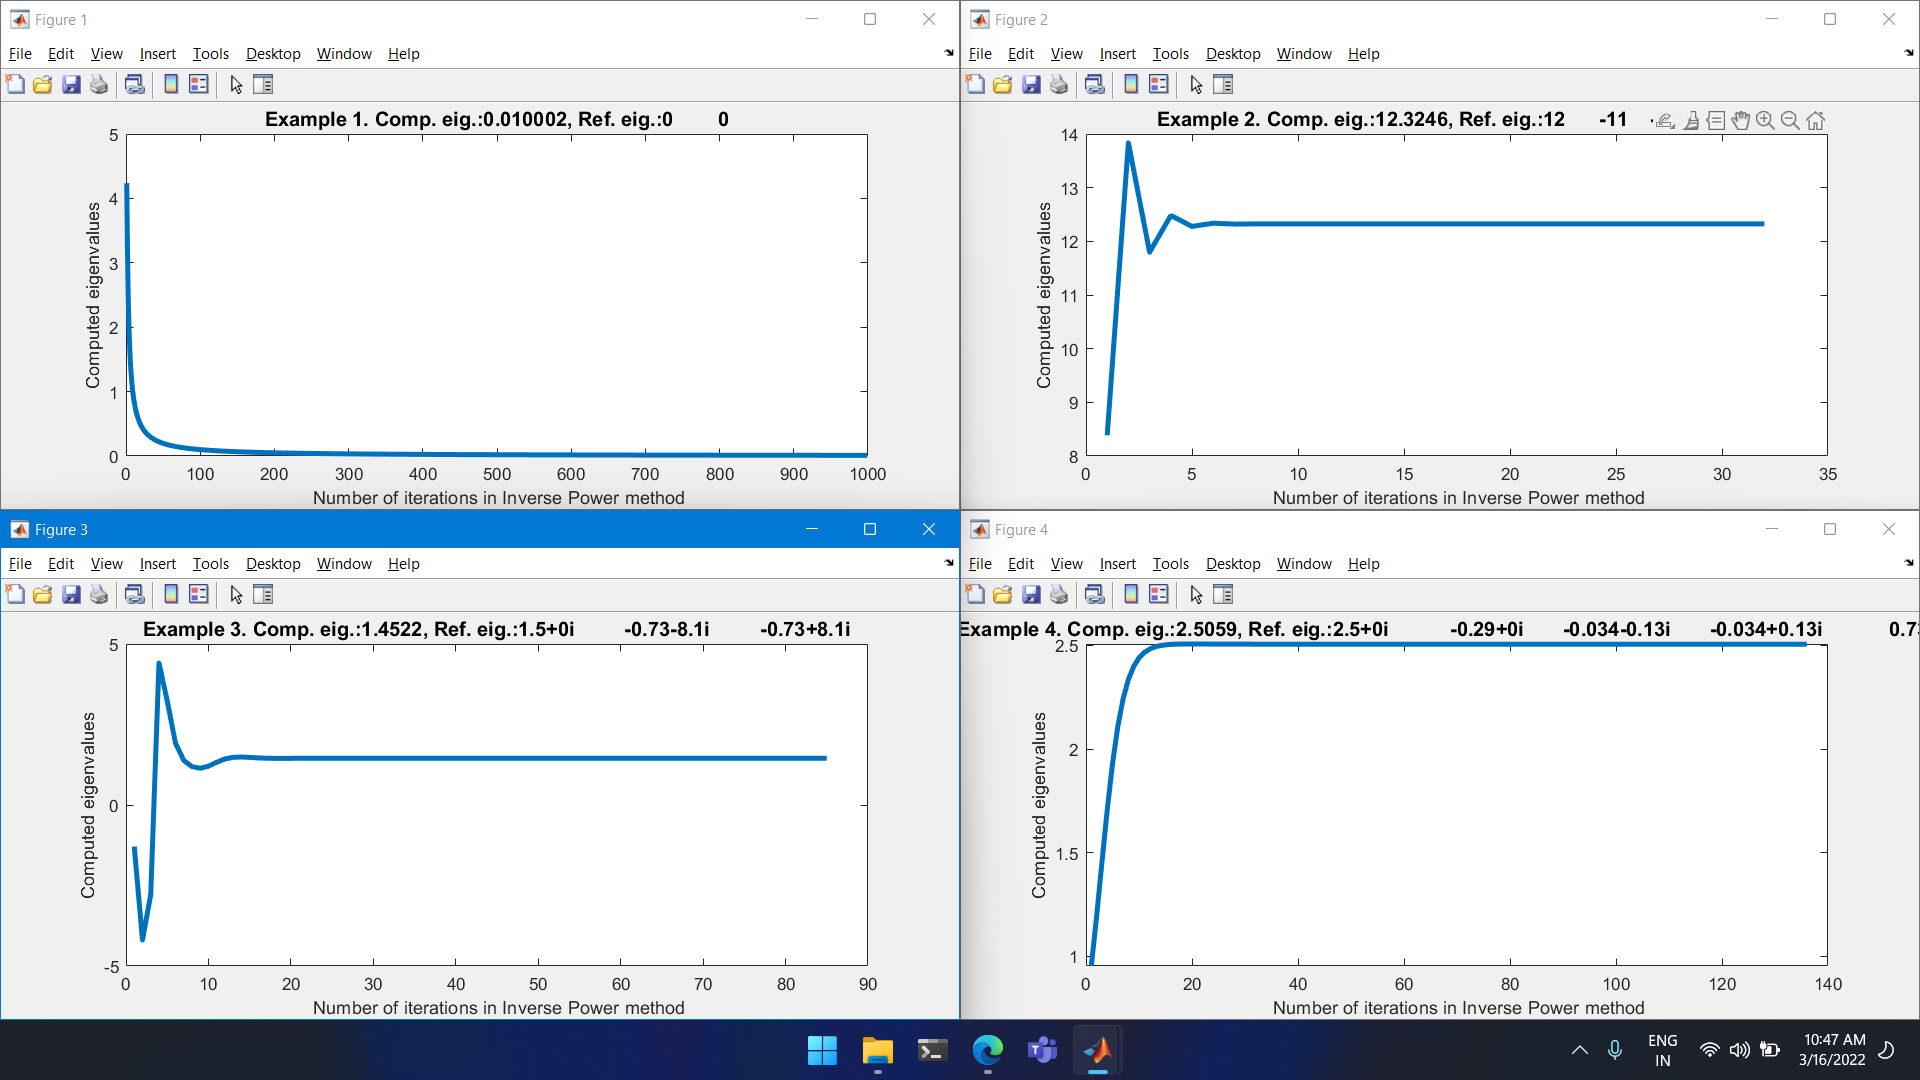 Figure 1
File Edit View Insert Tools Desktop Window Help
Example 1. Comp. eig.:0.010002, Ref. eig.:0 0
5
4
3
2
1
0
Computed eigenvalues
0 100 200 300 400 500 600 700 800 900 1000
Number of iterations in Inverse Power method
Figure 2
File Edit View Insert Tools Desktop Window Help
Example 2. Comp. eig.:12.3246, Ref. eig.:12 -11
14
13
12
11
10
9
8
Computed eigenvalues
0 5 10 15 20 25 30 35
Number of iterations in Inverse Power method
Figure 3
File Edit View Insert Tools Desktop Window Help
Example 3. Comp. eig.:1.4522, Ref. eig.:1.5+0i -0.73-8.1i -0.73+8.1i
5
0
-5
Computed eigenvalues
0 10 20 30 40 50 60 70 80 90
Number of iterations in Inverse Power method
Figure 4
File Edit View Insert Tools Desktop Window Help
Example 4. Comp. eig.:2.5059, Ref. eig.:2.5+0i -0.29+0i -0.034-0.13i -0.034+0.13i
2.5
2
1.5
1
Computed eigenvalues
0 20 40 60 80 100 120 140
Number of iterations in Inverse Power method
ENG
IN
10:47 AM
3/16/2022